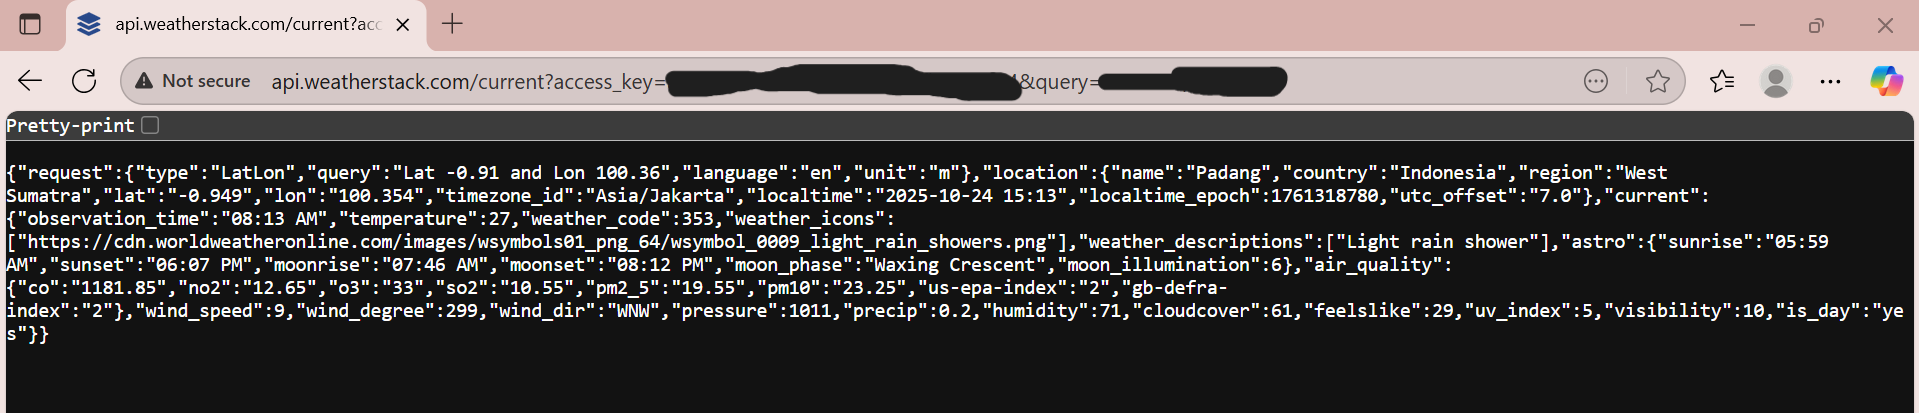 api.weatherstack.com/current?acc
Not secure api.weatherstack.com/current?access_key= &query=
Pretty-print
{"request":{"type":"LatLon","query":"Lat -0.91 and Lon 100.36","language":"en","unit":"m"},"location":{"name":"Padang","country":"Indonesia","region":"West
Sumatra","lat":"-0.949","lon":"100.354","timezone_id":"Asia/Jakarta","localtime":"2025-10-24 15:13","localtime_epoch":1761318780,"utc_offset":"7.0"},"current":
{"observation_time":"08:13 AM","temperature":27,"weather_code":353,"weather_icons":
["https://cdn.worldweatheronline.com/images/wsymbols01_png_64/wsymbol_0009_light_rain_showers.png"],"weather_descriptions":["Light rain shower"],"astro":{"sunrise":"05:59
AM","sunset":"06:07 PM","moonrise":"07:46 AM","moonset":"08:12 PM","moon_phase":"Waxing Crescent","moon_illumination":6},"air_quality":
{"co":"1181.85","no2":"12.65","o3":"33","so2":"10.55","pm2_5":"19.55","pm10":"23.25","us-epa-index":"2","gb-defra-
index":"2"},"wind_speed":9,"wind_degree":299,"wind_dir":"WNW","pressure":1011,"precip":0.2,"humidity":71,"cloudcover":61,"feelslike":29,"uv_index":5,"visibility":10,"is_day":"ye
s"}}